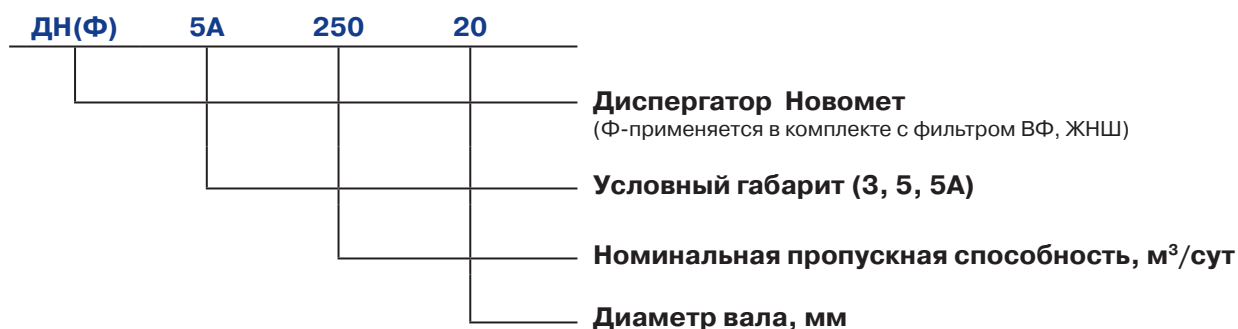 ДН(Ф) 5А 250 20
Диспергатор Новомет
(Ф-применяется в комплекте с фильтром ВФ, ЖНШ)
Условный габарит (3, 5, 5А)
Номинальная пропускная способность, м³/сут
Диаметр вала, мм